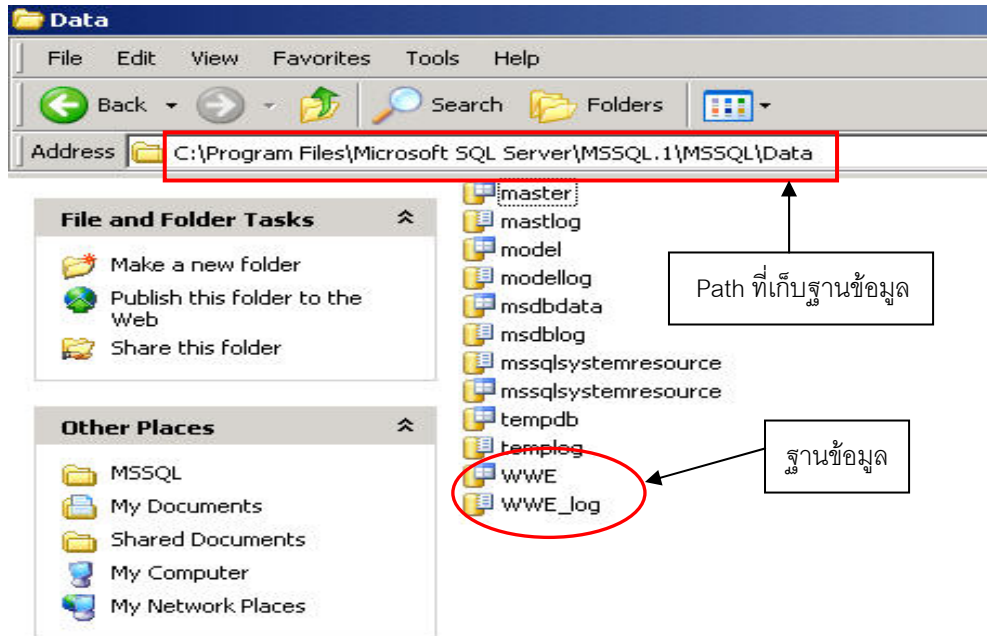 Data
File Edit View Favorites Tools Help
Back Search Folders
Address C:\Program Files\Microsoft SQL Server\MSSQL.1\MSSQL\Data
File and Folder Tasks
Make a new folder
Publish this folder to the
Web
Share this folder
Other Places
MSSQL
My Documents
Shared Documents
My Computer
My Network Places
master
mastlog
model
modellog
msdbdata
msdblog
mssqlsystemresource
mssqlsystemresource
tempdb
templog
WWE
WWE_log
Path ที่เก็บฐานข้อมูล
ฐานข้อมูล